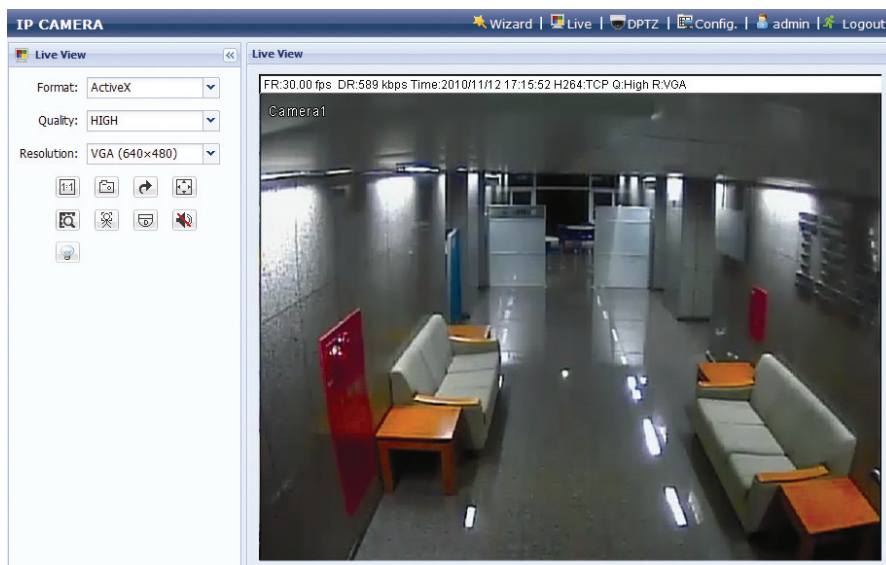 IP CAMERA
Wizard | Live | DPTZ | Config. | admin | Logout
Live View
Live View
Format: ActiveX
Quality: HIGH
Resolution: VGA (640×480)
1:1
FR:30.00 fps DR:589 kbps Time:2010/11/12 17:15:52 H264:TCP Q:High R:VGA
Camera1